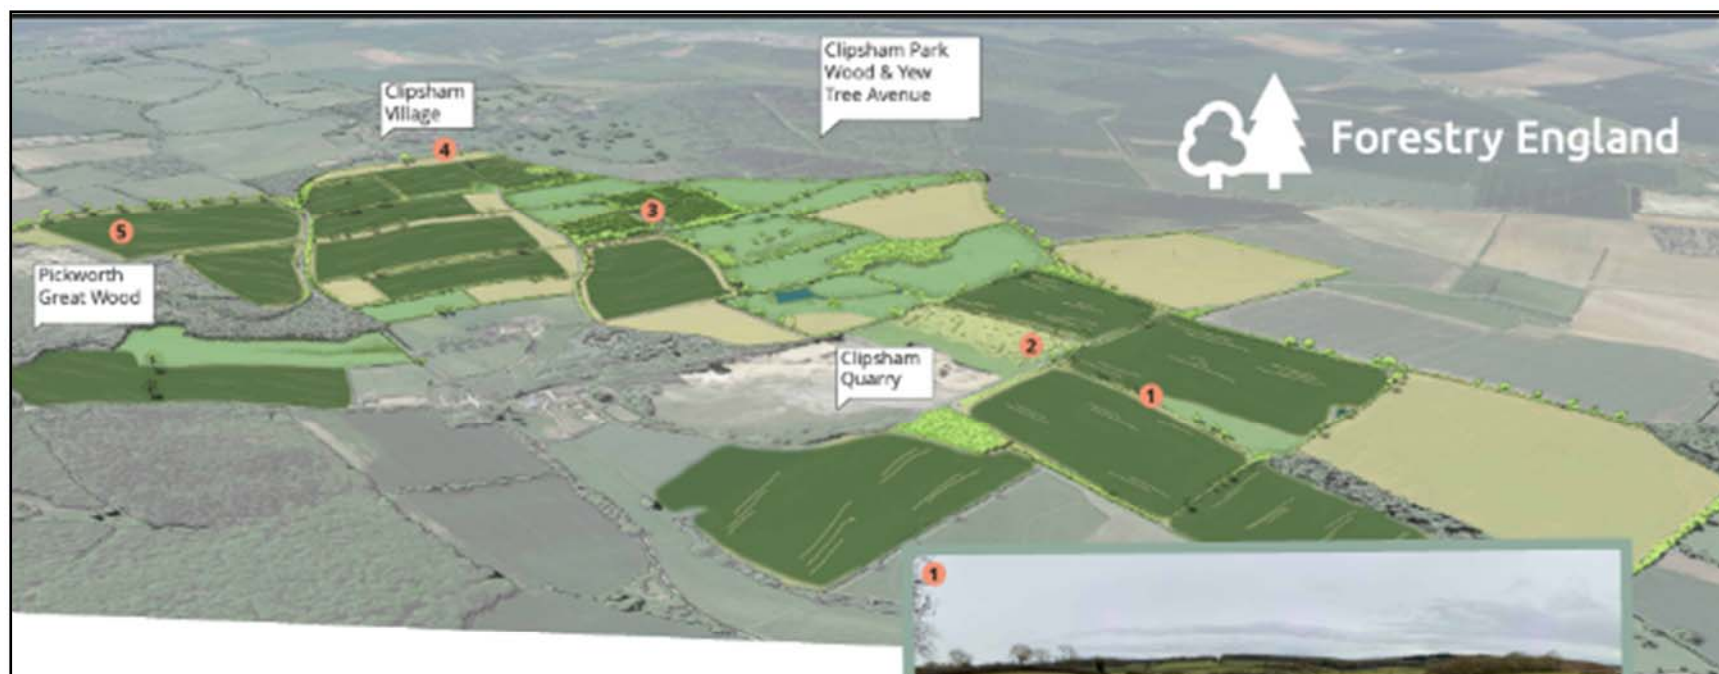 Clipsham Park
Wood & Yew
Tree Avenue
Clipsham
Village
Forestry England
4
3
5
Pickworth
Great Wood
2
Clipsham
Quarry
1
1